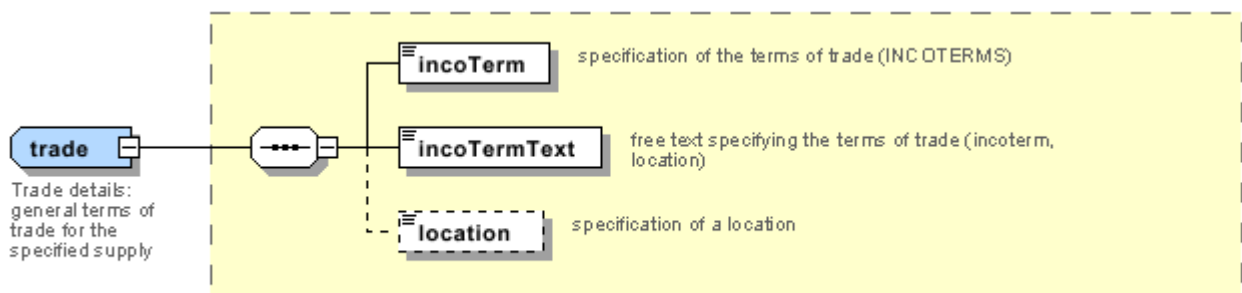 incoTerm
specification of the terms of trade (INCOTERMS)
trade
incoTermText
free text specifying the terms of trade (incoterm,
location)
Trade details:
general terms of
trade for the
specified supply
location
specification of a location